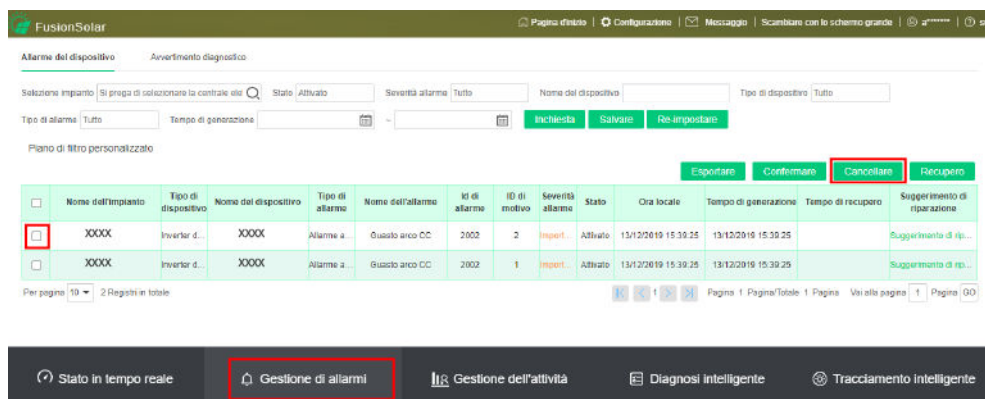 FusionSolar Pagina d'inizio | Configurazione | Messaggio | Scambiare con lo schermo grande | a****** | s
Allarme del dispositivo Avvertimento diagnostico
Selezione impianto Si prega di selezionare la centrale ele Stato Attivato Severità allarme Tutto Nome del dispositivo Tipo di dispositivo Tutto
Tipo di allarme Tutto Tempo di generazione ~ Inchiesta Salvare Re-impostare
Piano di filtro personalizzato
Esportare Confermare Cancellare Recupero
Nome dell'impianto Tipo di dispositivo Nome del dispositivo Tipo di allarme Nome dell'allarme Id di allarme ID di motivo Severità allarme Stato Ora locale Tempo di generazione Tempo di recupero Suggerimento di riparazione
XXXX Inverter d... XXXX Allarme a... Guasto arco CC 2002 2 Import... Attivato 13/12/2019 15:39:25 13/12/2019 15:39:25 Suggerimento di rip...
XXXX Inverter d... XXXX Allarme a... Guasto arco CC 2002 1 Import... Attivato 13/12/2019 15:39:25 13/12/2019 15:39:25 Suggerimento di rip...
Per pagina 10 2 Registri in totale 1 Pagina 1 Pagina/Totale 1 Pagina Vai alla pagina 1 Pagina GO
Stato in tempo reale Gestione di allarmi Gestione dell'attività Diagnosi intelligente Tracciamento intelligente